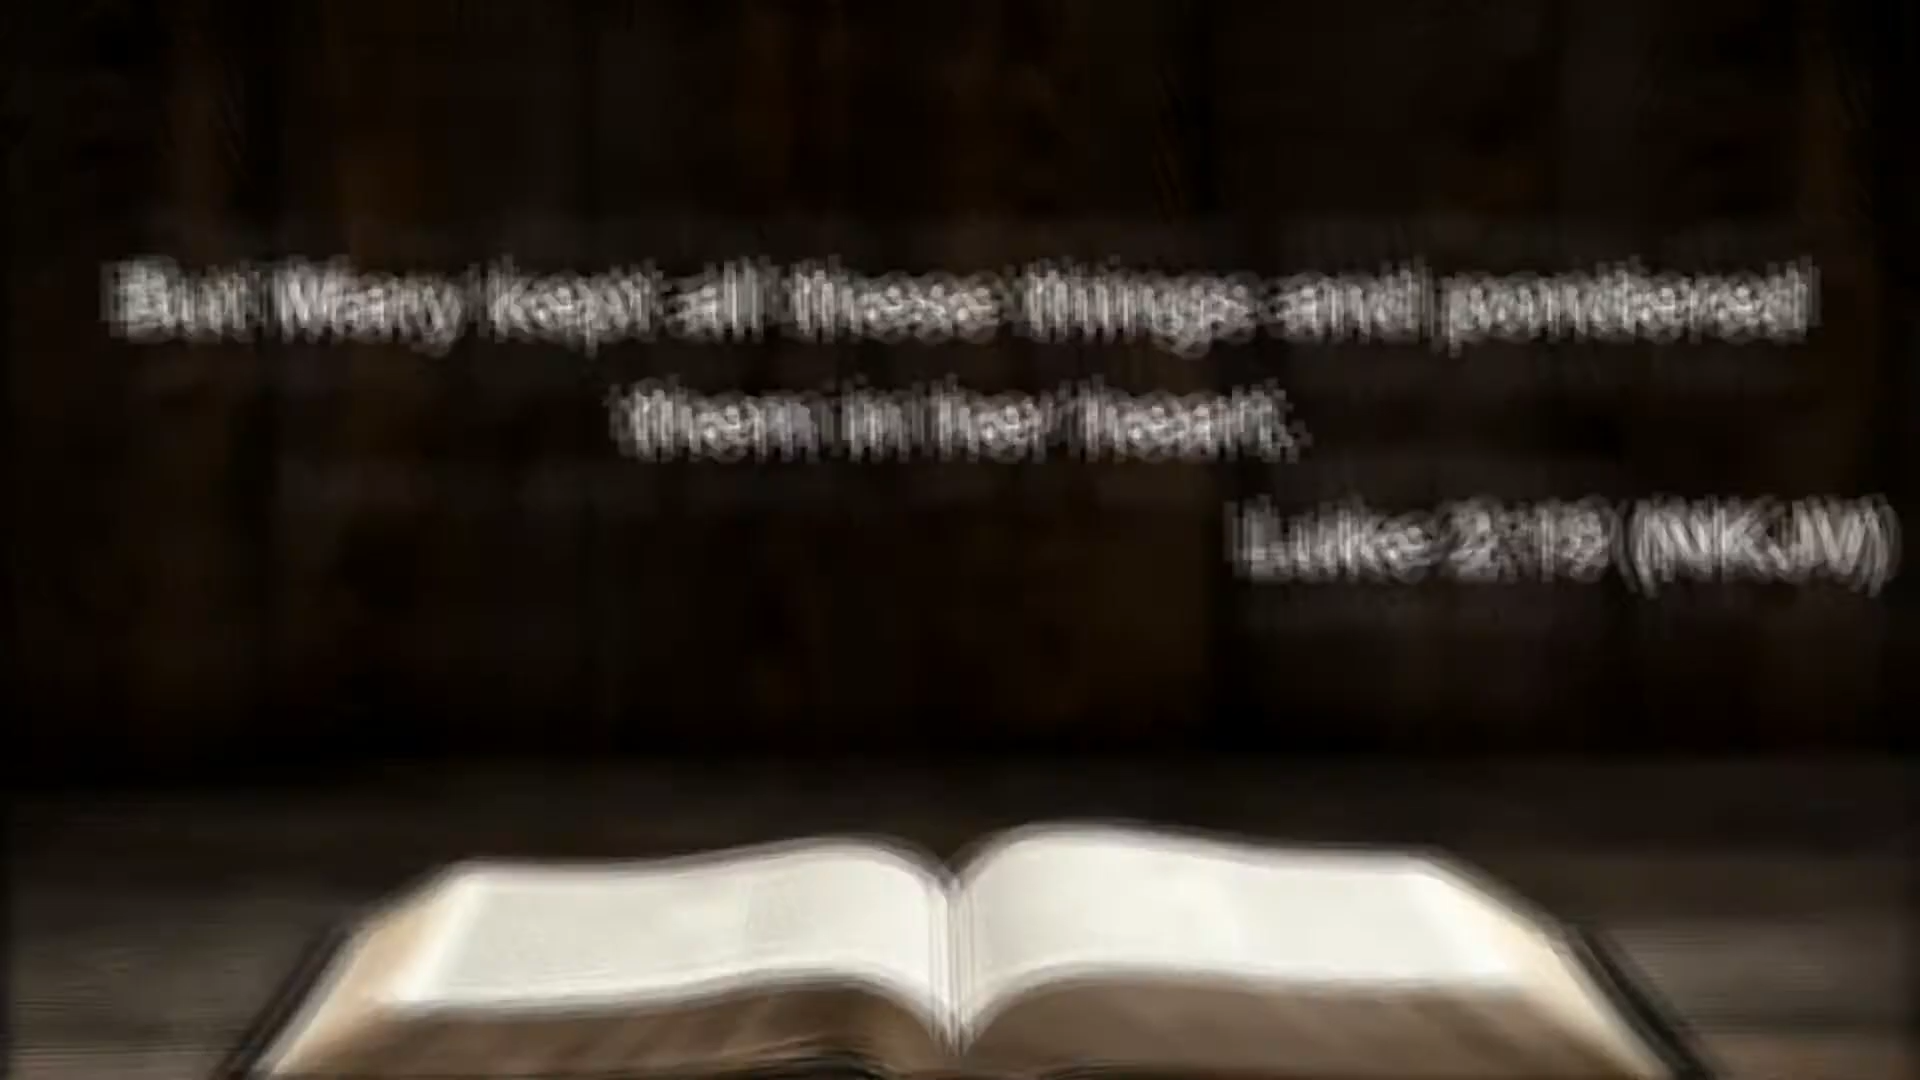 But Mary kept all these things and pondered
them in her heart.
Luke 2:19 (NKJV)